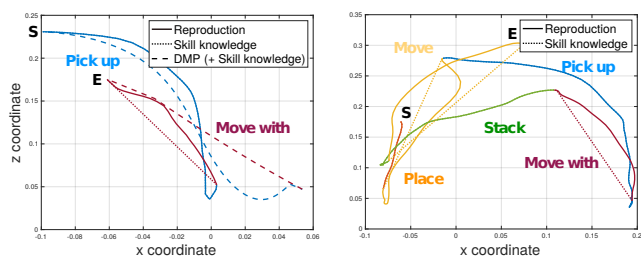 S
Pick up
E
Move with
Reproduction
Skill knowledge
DMP (+ Skill knowledge)
0.25
0.2
0.15
0.1
0.05
0
-0.1
-0.08
-0.06
-0.04
-0.02
0
0.02
0.04
0.06
z coordinate
x coordinate
Move
E
Reproduction
Skill knowledge
Pick up
S
Stack
Move with
Place
0.35
0.3
0.25
0.2
0.15
0.1
0.05
0
-0.1
-0.05
0
0.05
0.1
0.15
0.2
x coordinate